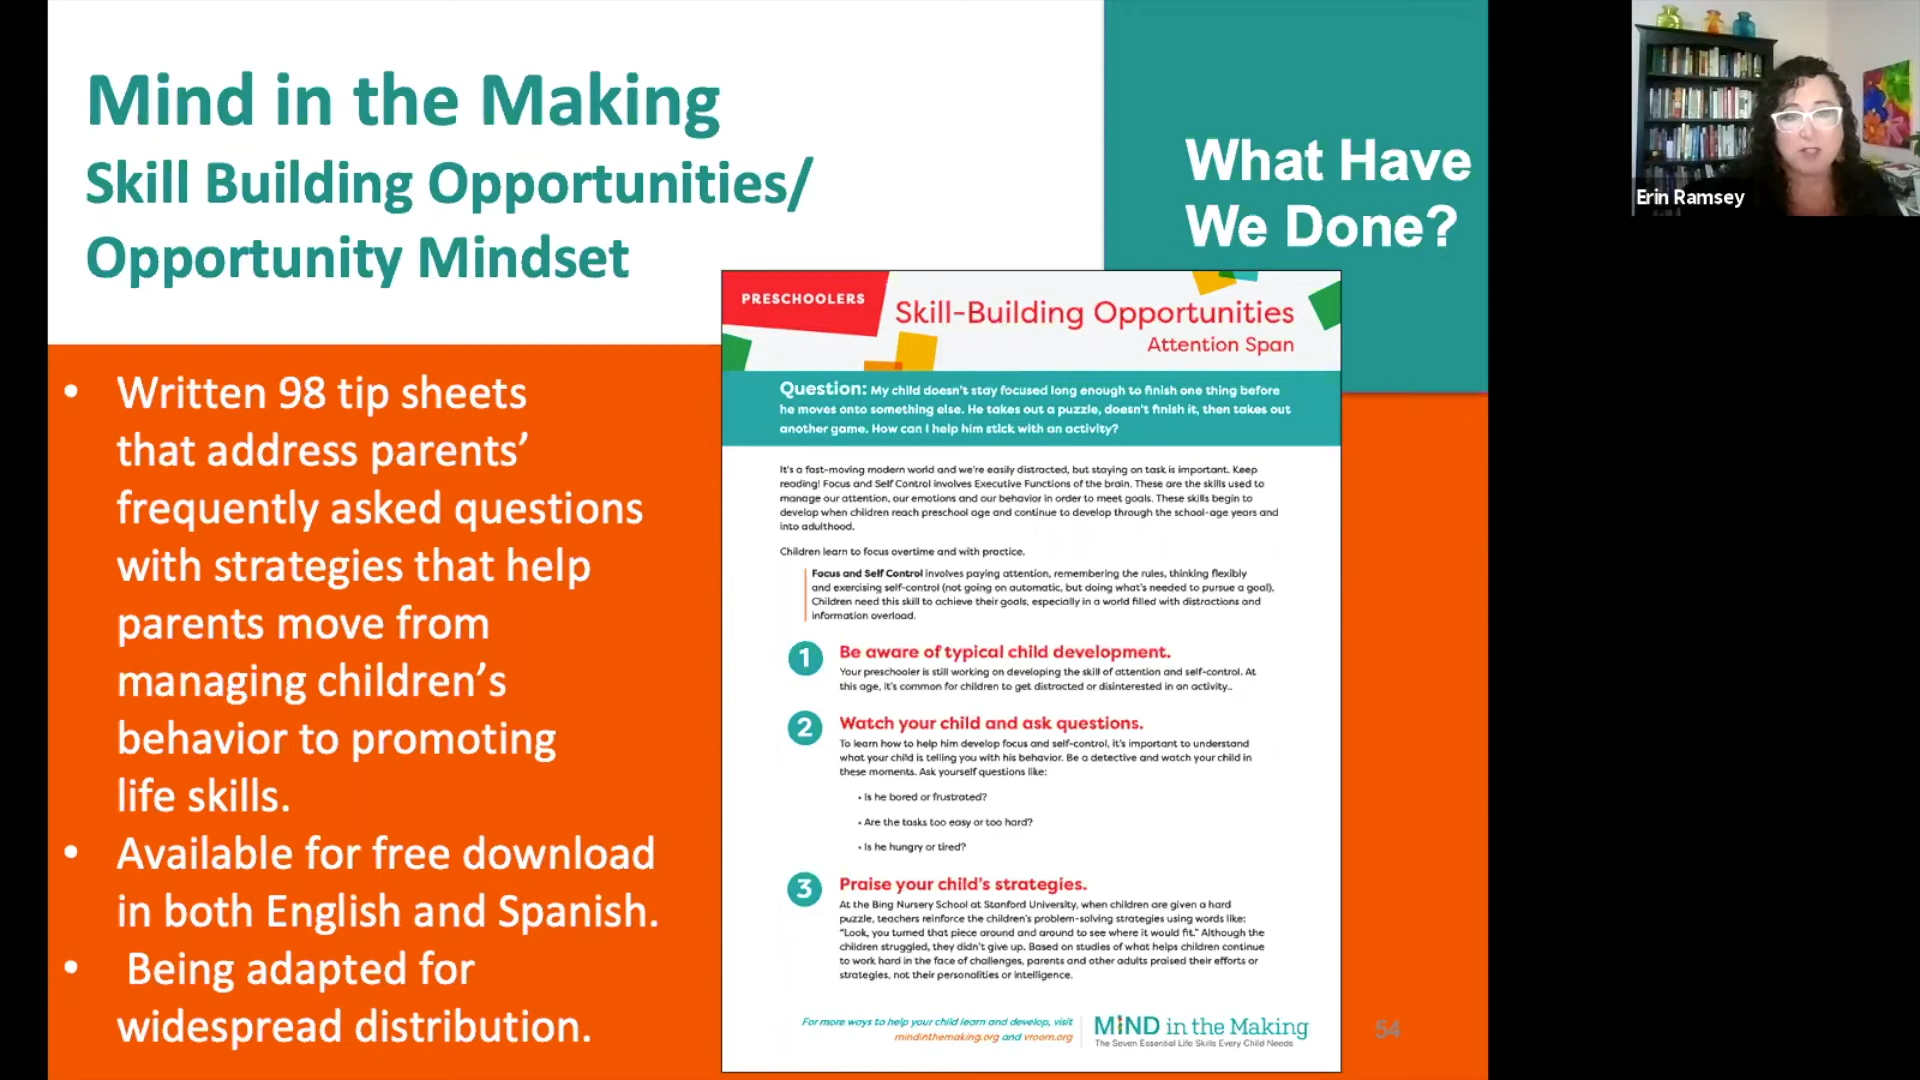 Mind in the Making
Skill Building Opportunities/
Opportunity Mindset
What Have
We Done?
Erin Ramsey
• Written 98 tip sheets
that address parents’
frequently asked questions
with strategies that help
parents move from
managing children’s
behavior to promoting
life skills.
• Available for free download
in both English and Spanish.
• Being adapted for
widespread distribution.
PRESCHOOLERS
Skill-Building Opportunities
Attention Span
Question: My child doesn't stay focused long enough to finish one thing before
he moves onto something else. He takes out a puzzle, doesn't finish it, then takes out
another game. How can I help him stick with an activity?
It's a fast-moving modern world and we're easily distracted, but staying on task is important. Keep
reading! Focus and Self Control involves Executive Functions of the brain. These are the skills used to
manage our attention, our emotions and our behavior in order to meet goals. These skills begin to
develop when children reach preschool age and continue to develop through the school-age years and
into adulthood.
Children learn to focus overtime and with practice.
Focus and Self Control involves paying attention, remembering the rules, thinking flexibly
and exercising self-control (not going on automatic, but doing what's needed to pursue a goal).
Children need this skill to achieve their goals, especially in a world filled with distractions and
information overload.
1 Be aware of typical child development.
Your preschooler is still working on developing the skill of attention and self-control. At
this age, it's common for children to get distracted or disinterested in an activity..
2 Watch your child and ask questions.
To learn how to help him develop focus and self-control, it's important to understand
what your child is telling you with his behavior. Be a detective and watch your child in
these moments. Ask yourself questions like:
• Is he bored or frustrated?
• Are the tasks too easy or too hard?
• Is he hungry or tired?
3 Praise your child's strategies.
At the Bing Nursery School at Stanford University, when children are given a hard
puzzle, teachers reinforce the children's problem-solving strategies using words like:
"Look, you turned that piece around and around to see where it would fit." Although the
children struggled, they didn't give up. Based on studies of what helps children continue
to work hard in the face of challenges, parents and other adults praised their efforts or
strategies, not their personalities or intelligence.
For more ways to help your child learn and develop, visit
mindinthemaking.org and vroom.org
MIND in the Making
The Seven Essential Life Skills Every Child Needs
54